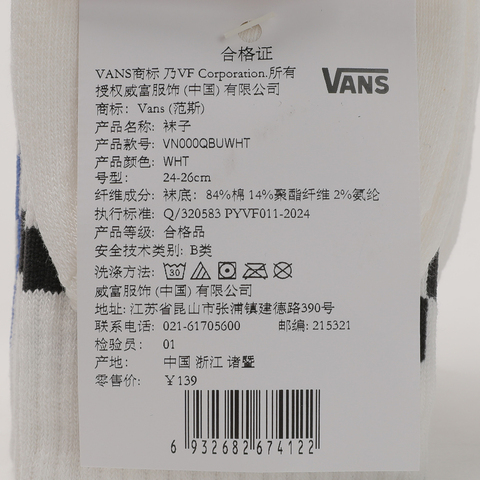 合格证
VANS商标 乃VF Corporation.所有
授权威富服饰 (中国) 有限公司
VANS
商标: Vans (范斯)
产品名称: 袜子
产品款号: VN000QBUWHT
产品颜色: WHT
号型: 24-26cm
纤维成分: 袜底: 84%棉 14%聚酯纤维 2%氨纶
执行标准: Q/320583 PYVF011-2024
产品等级: 合格品
安全技术类别: B类
洗涤方法: 30
威富服饰 (中国) 有限公司
地址: 江苏省昆山市张浦镇建德路390号
联系电话: 021-61705600 邮编: 215321
检验员: 01
产地: 中国 浙江 诸暨
零售价: ￥139
6 932682 674122